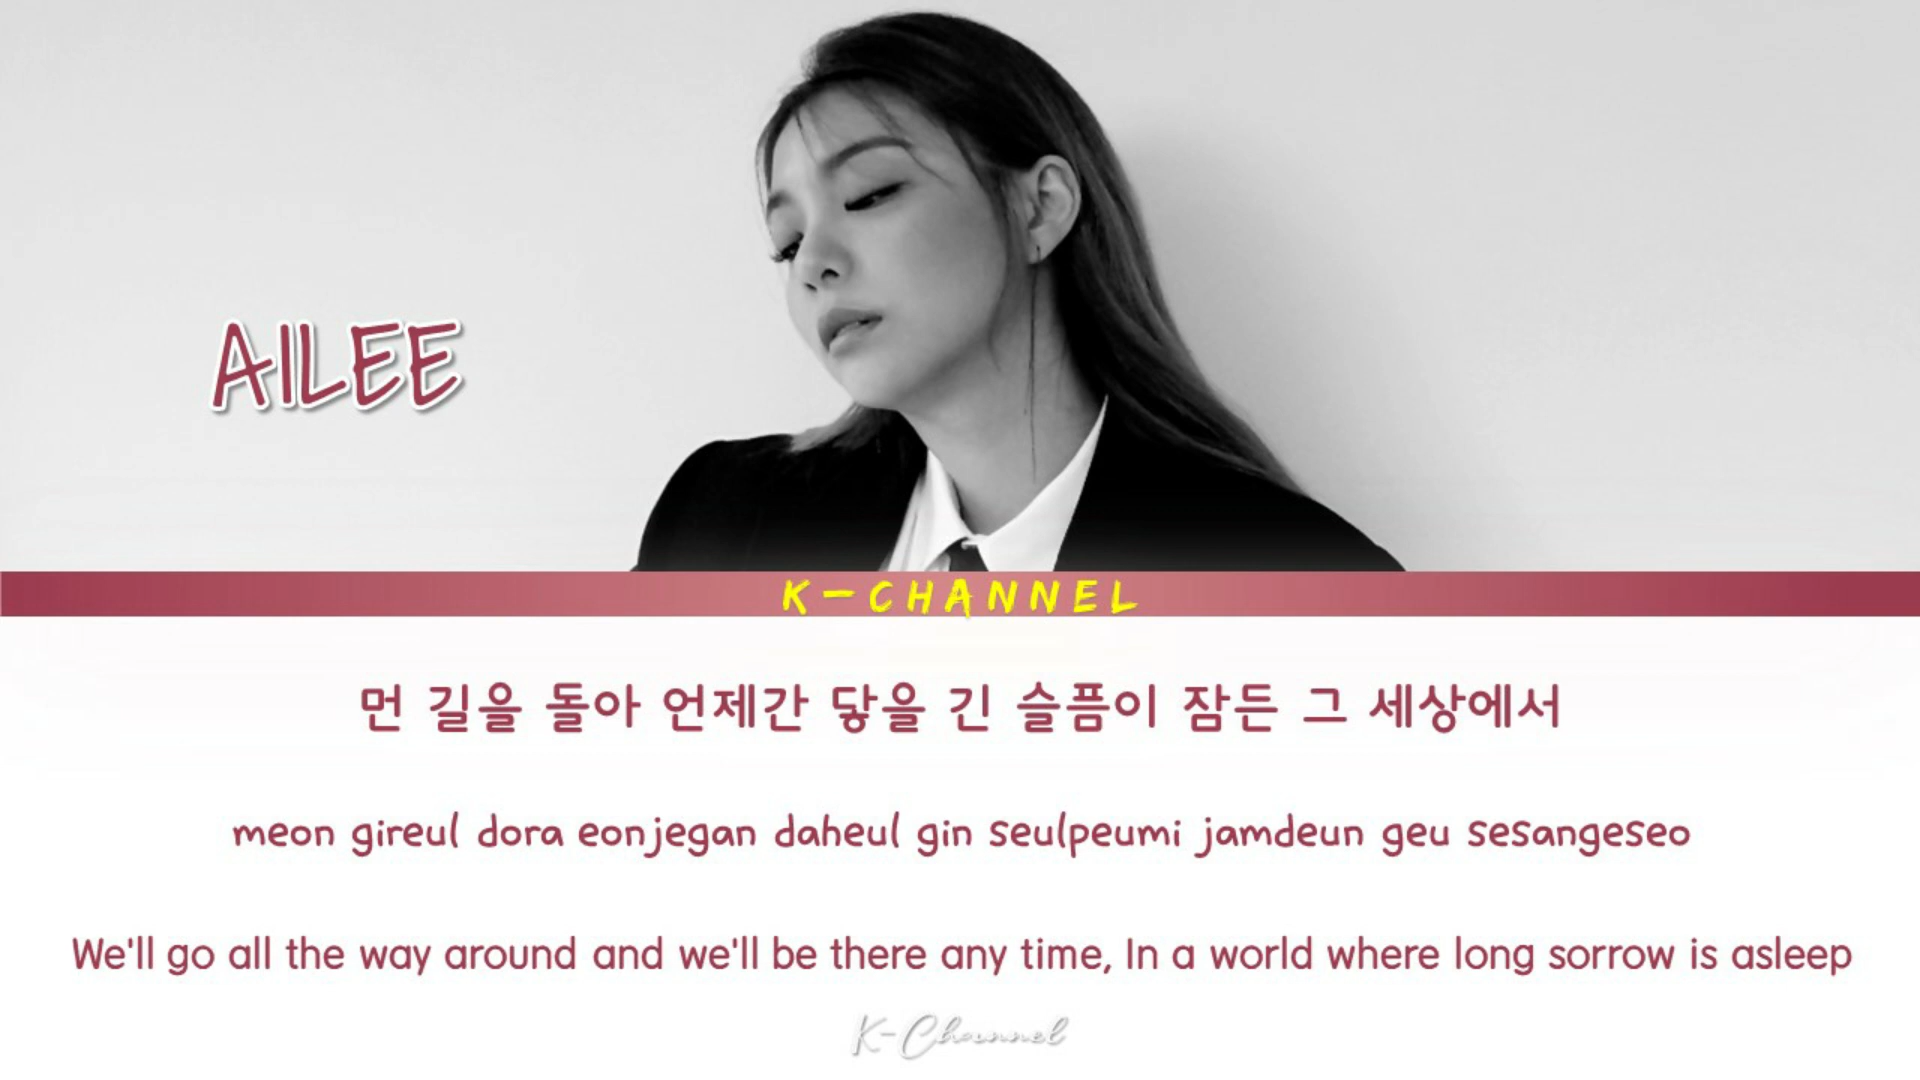 AILEE
K-CHANNEL
먼 길을 돌아 언제간 닿을 긴 슬픔이 잠든 그 세상에서
meon gireul dora eonjegan daheul gin seulpeumi jamdeun geu sesangeseo
We'll go all the way around and we'll be there any time, In a world where long sorrow is asleep
K-Channel